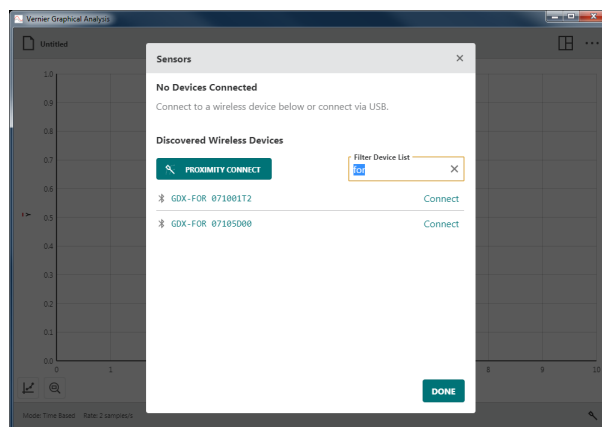 Vernier Graphical Analysis
Untitled
Sensors
No Devices Connected
Connect to a wireless device below or connect via USB.
Discovered Wireless Devices
PROXIMITY CONNECT
Filter Device List
for
GDX-FOR 071001T2 Connect
GDX-FOR 07105D00 Connect
DONE
1.0
0.9
0.8
0.7
0.6
0.5
0.4
0.3
0.2
0.1
0.0
0 1 8 9 10
Mode: Time Based Rate: 2 samples/s